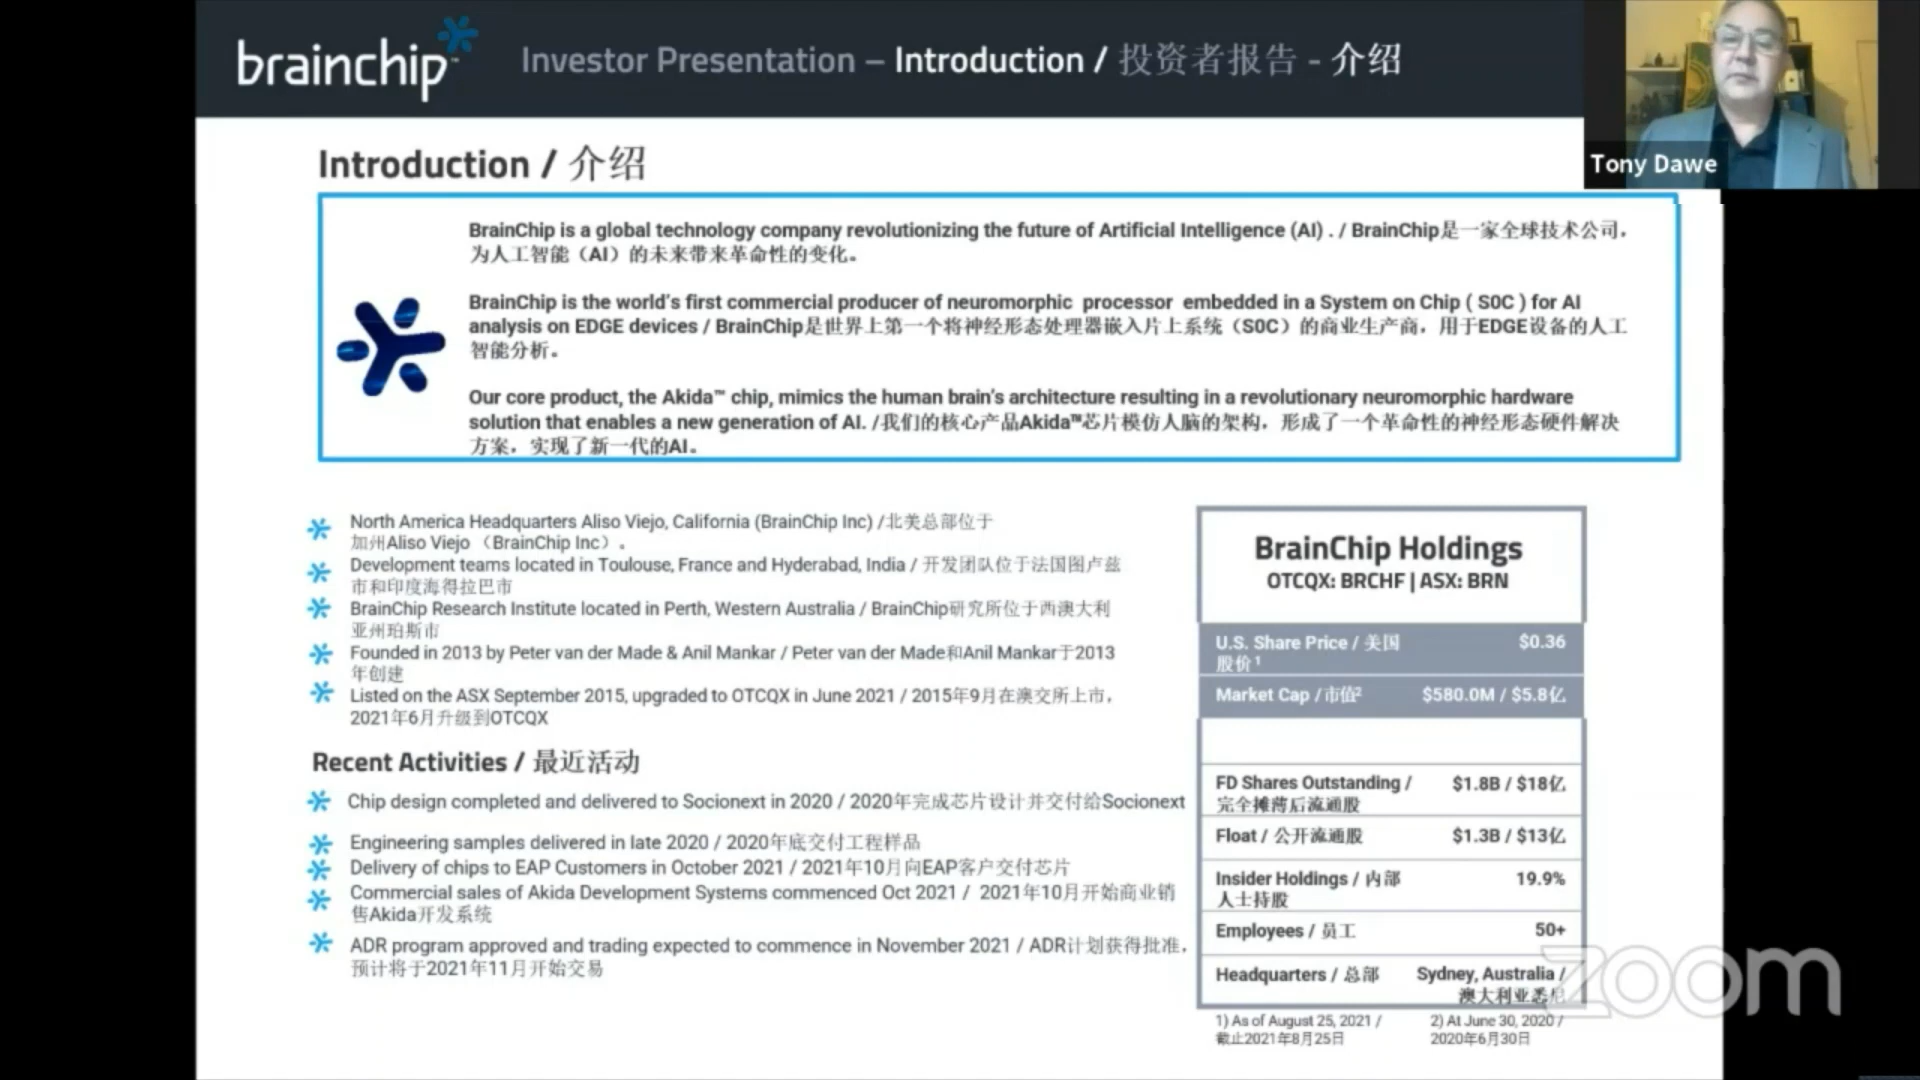 brainchip
Investor Presentation – Introduction / 投资者报告 - 介绍
Tony Dawe
Introduction / 介绍
BrainChip is a global technology company revolutionizing the future of Artificial Intelligence (AI) . / BrainChip是一家全球技术公司，
为人工智能（AI）的未来带来革命性的变化。
BrainChip is the world's first commercial producer of neuromorphic processor embedded in a System on Chip ( S0C ) for AI
analysis on EDGE devices / BrainChip是世界上第一个将神经形态处理器嵌入片上系统（S0C）的商业生产商，用于EDGE设备的人工
智能分析。
Our core product, the Akida™ chip, mimics the human brain's architecture resulting in a revolutionary neuromorphic hardware
solution that enables a new generation of AI. /我们的核心产品Akida™芯片模仿人脑的架构，形成了一个革命性的神经形态硬件解决
方案，实现了新一代的AI。
North America Headquarters Aliso Viejo, California (BrainChip Inc) /北美总部位于
加州Aliso Viejo （BrainChip Inc）。
Development teams located in Toulouse, France and Hyderabad, India / 开发团队位于法国图卢兹
市和印度海得拉巴市
BrainChip Research Institute located in Perth, Western Australia / BrainChip研究所位于西澳大利
亚州珀斯市
Founded in 2013 by Peter van der Made & Anil Mankar / Peter van der Made和Anil Mankar于2013
年创建
Listed on the ASX September 2015, upgraded to OTCQX in June 2021 / 2015年9月在澳交所上市，
2021年6月升级到OTCQX
Recent Activities / 最近活动
Chip design completed and delivered to Socionext in 2020 / 2020年完成芯片设计并交付给Socionext
Engineering samples delivered in late 2020 / 2020年底交付工程样品
Delivery of chips to EAP Customers in October 2021 / 2021年10月向EAP客户交付芯片
Commercial sales of Akida Development Systems commenced Oct 2021 / 2021年10月开始商业销
售Akida开发系统
ADR program approved and trading expected to commence in November 2021 / ADR计划获得批准，
预计将于2021年11月开始交易
BrainChip Holdings
OTCQX: BRCHF | ASX: BRN
U.S. Share Price / 美国 $0.36
股价 1
Market Cap / 市值2 $580.0M / $5.8亿
FD Shares Outstanding / $1.8B / $18亿
完全摊薄后流通股
Float / 公开流通股 $1.3B / $13亿
Insider Holdings / 内部 19.9%
人士持股
Employees / 员工 50+
Headquarters / 总部 Sydney, Australia /
澳大利亚悉尼
1) As of August 25, 2021 / 2) At June 30, 2020 /
截止2021年8月25日 2020年6月30日
zoom